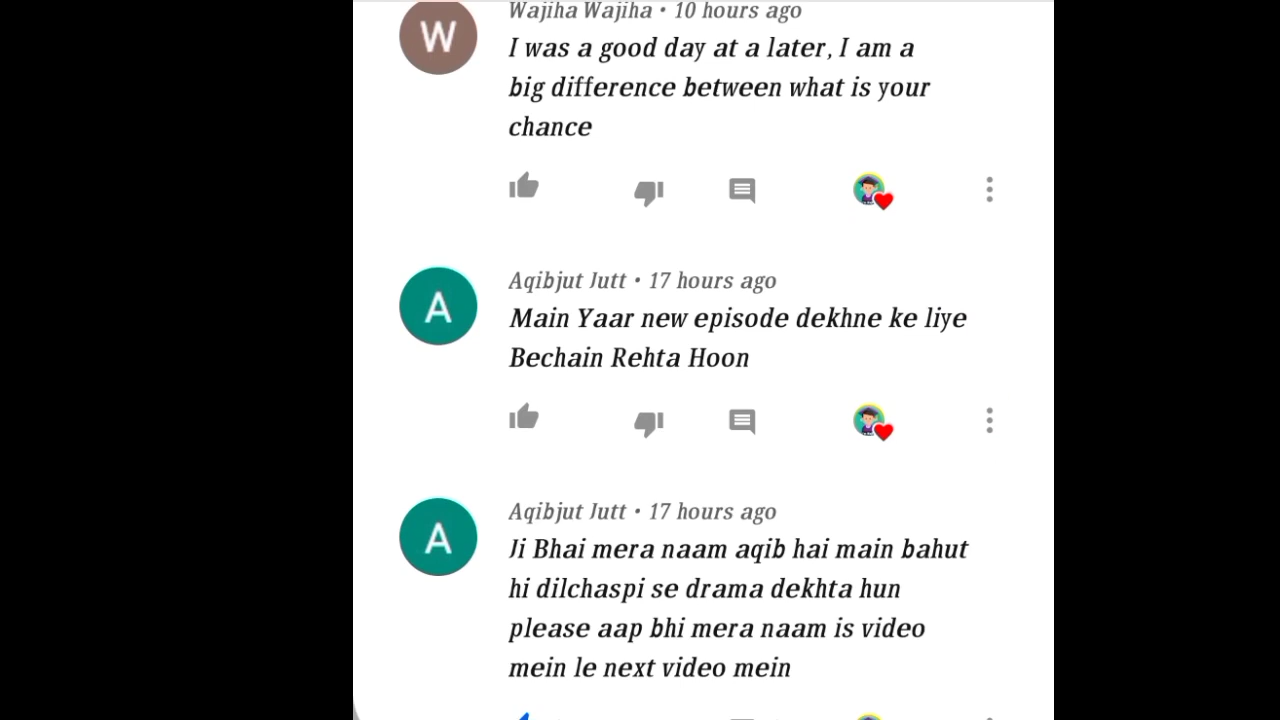 W
Wajiha Wajiha • 10 hours ago
I was a good day at a later, I am a
big difference between what is your
chance
A
Aqibjut Jutt • 17 hours ago
Main Yaar new episode dekhne ke liye
Bechain Rehta Hoon
A
Aqibjut Jutt • 17 hours ago
Ji Bhai mera naam aqib hai main bahut
hi dilchaspi se drama dekhta hun
please aap bhi mera naam is video
mein le next video mein